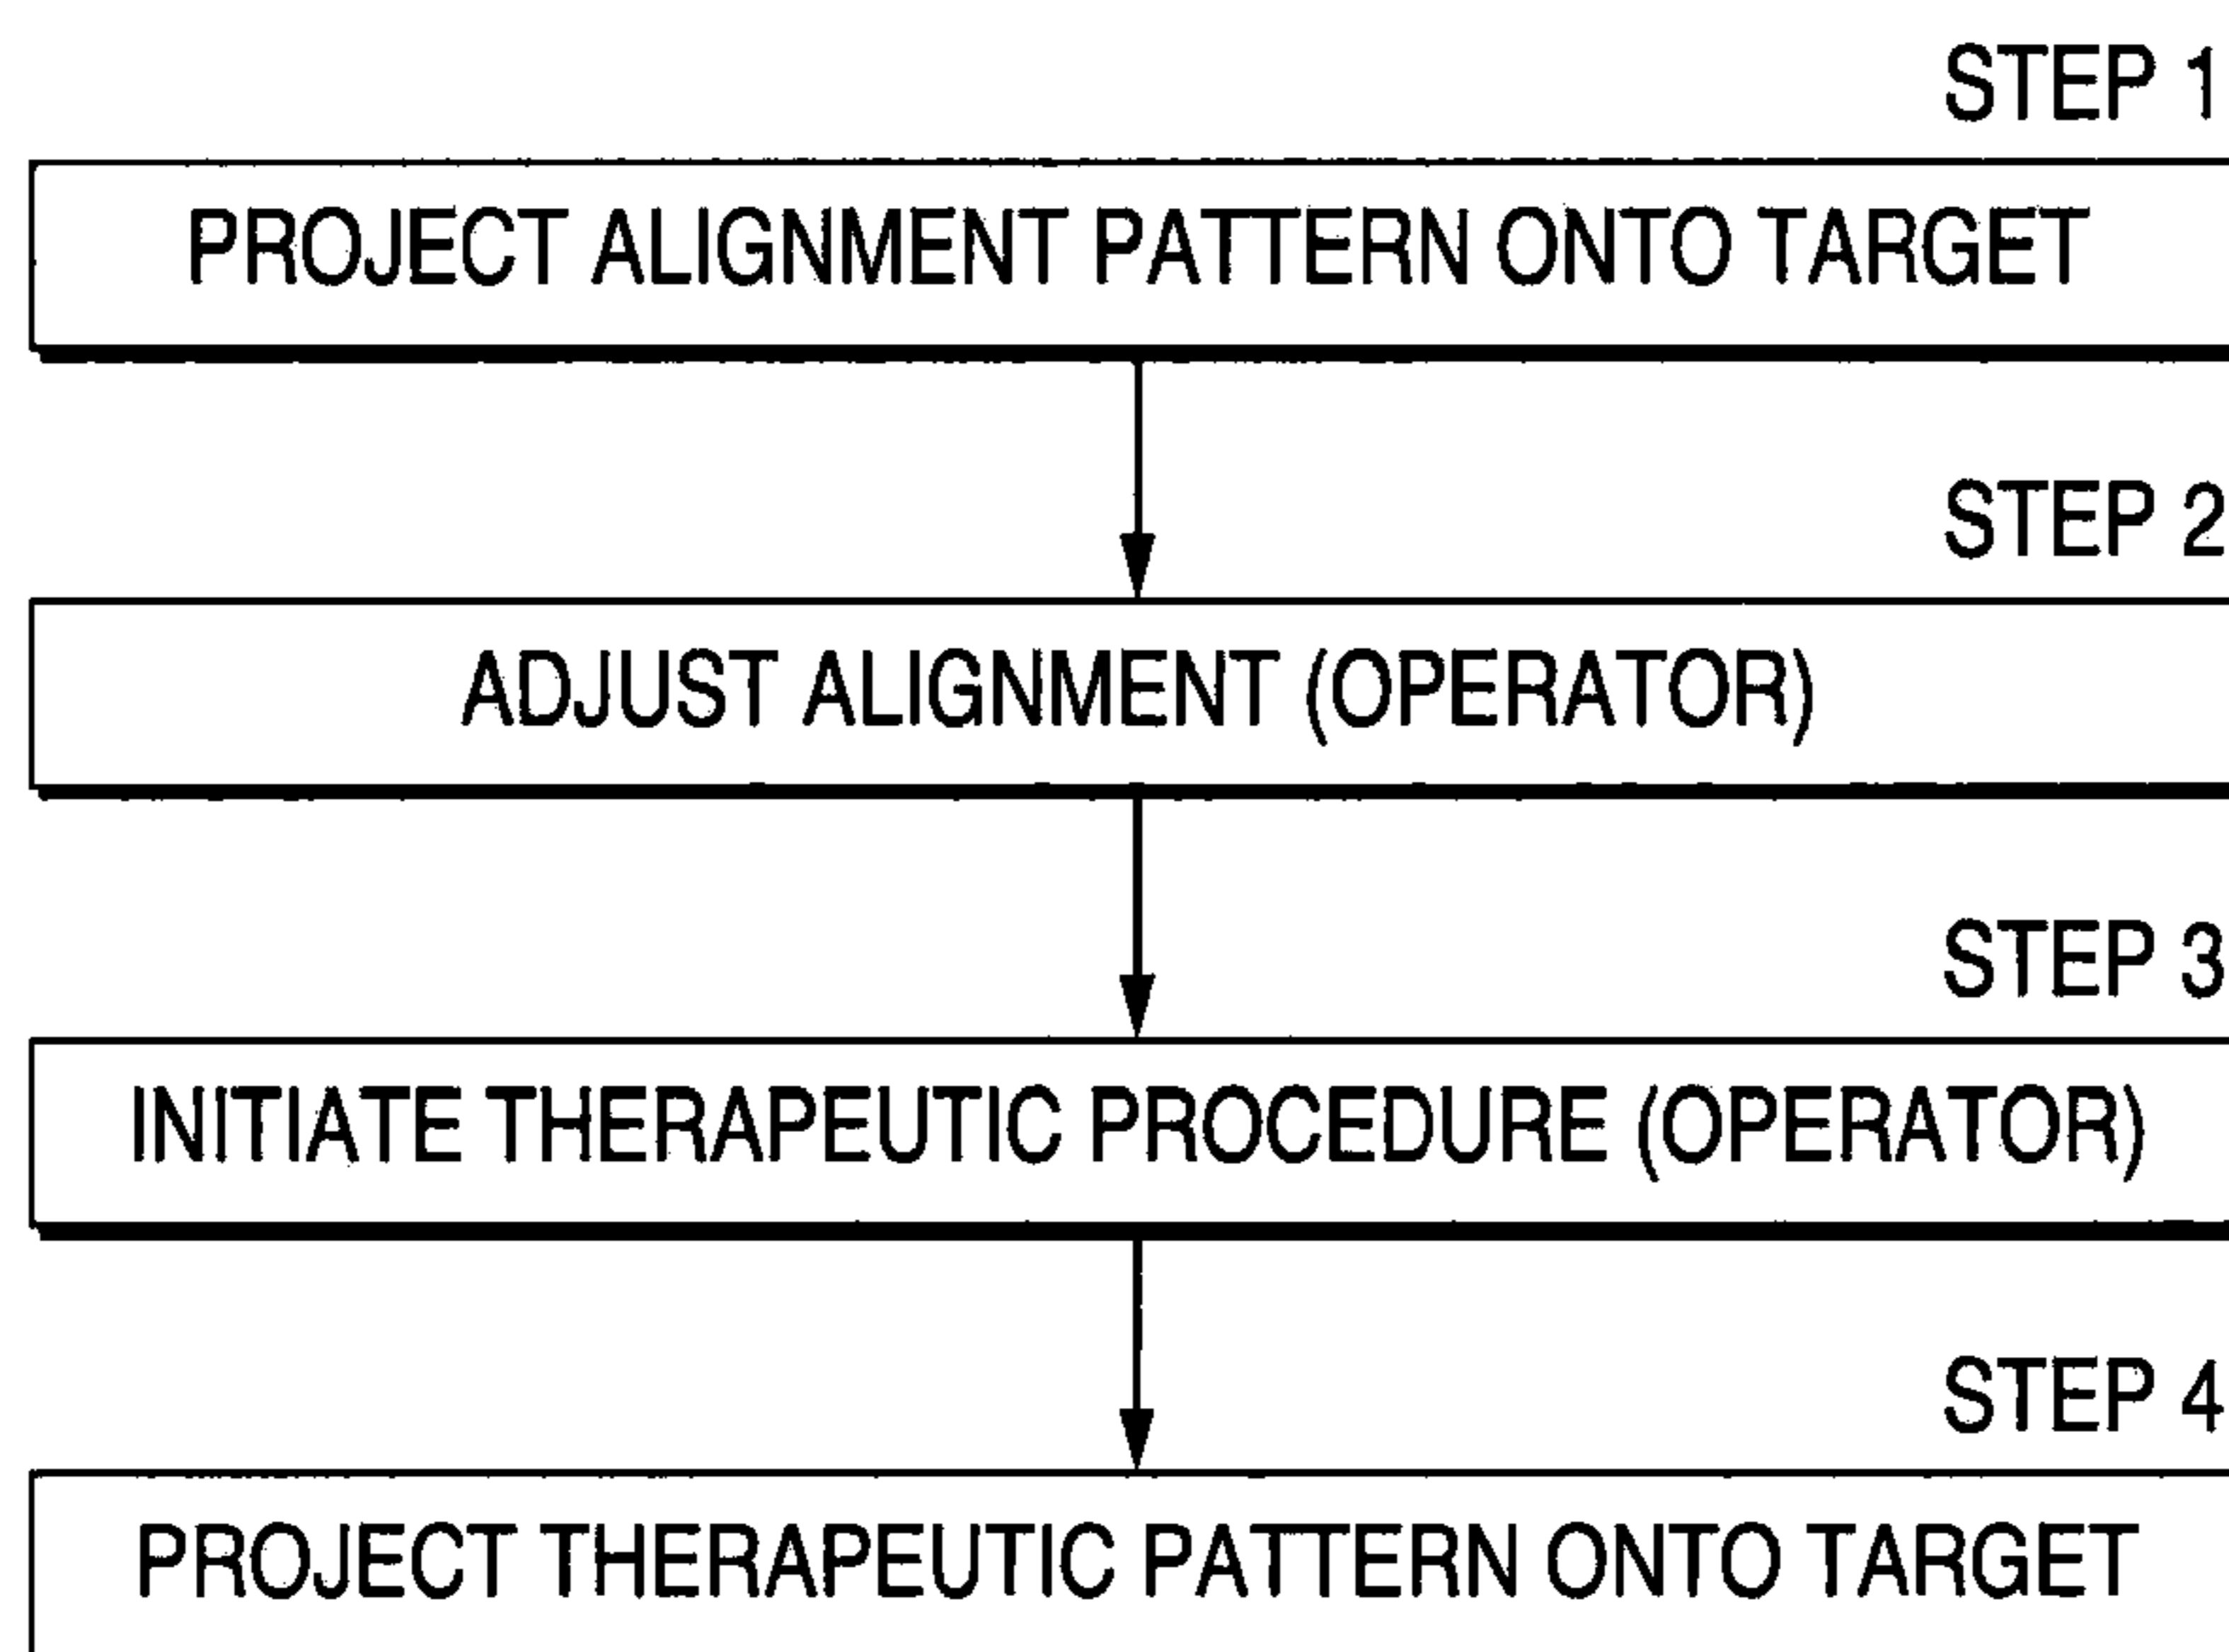 STEP 1
PROJECT ALIGNMENT PATTERN ONTO TARGET
STEP 2
ADJUST ALIGNMENT (OPERATOR)
STEP 3
INITIATE THERAPEUTIC PROCEDURE (OPERATOR)
STEP 4
PROJECT THERAPEUTIC PATTERN ONTO TARGET